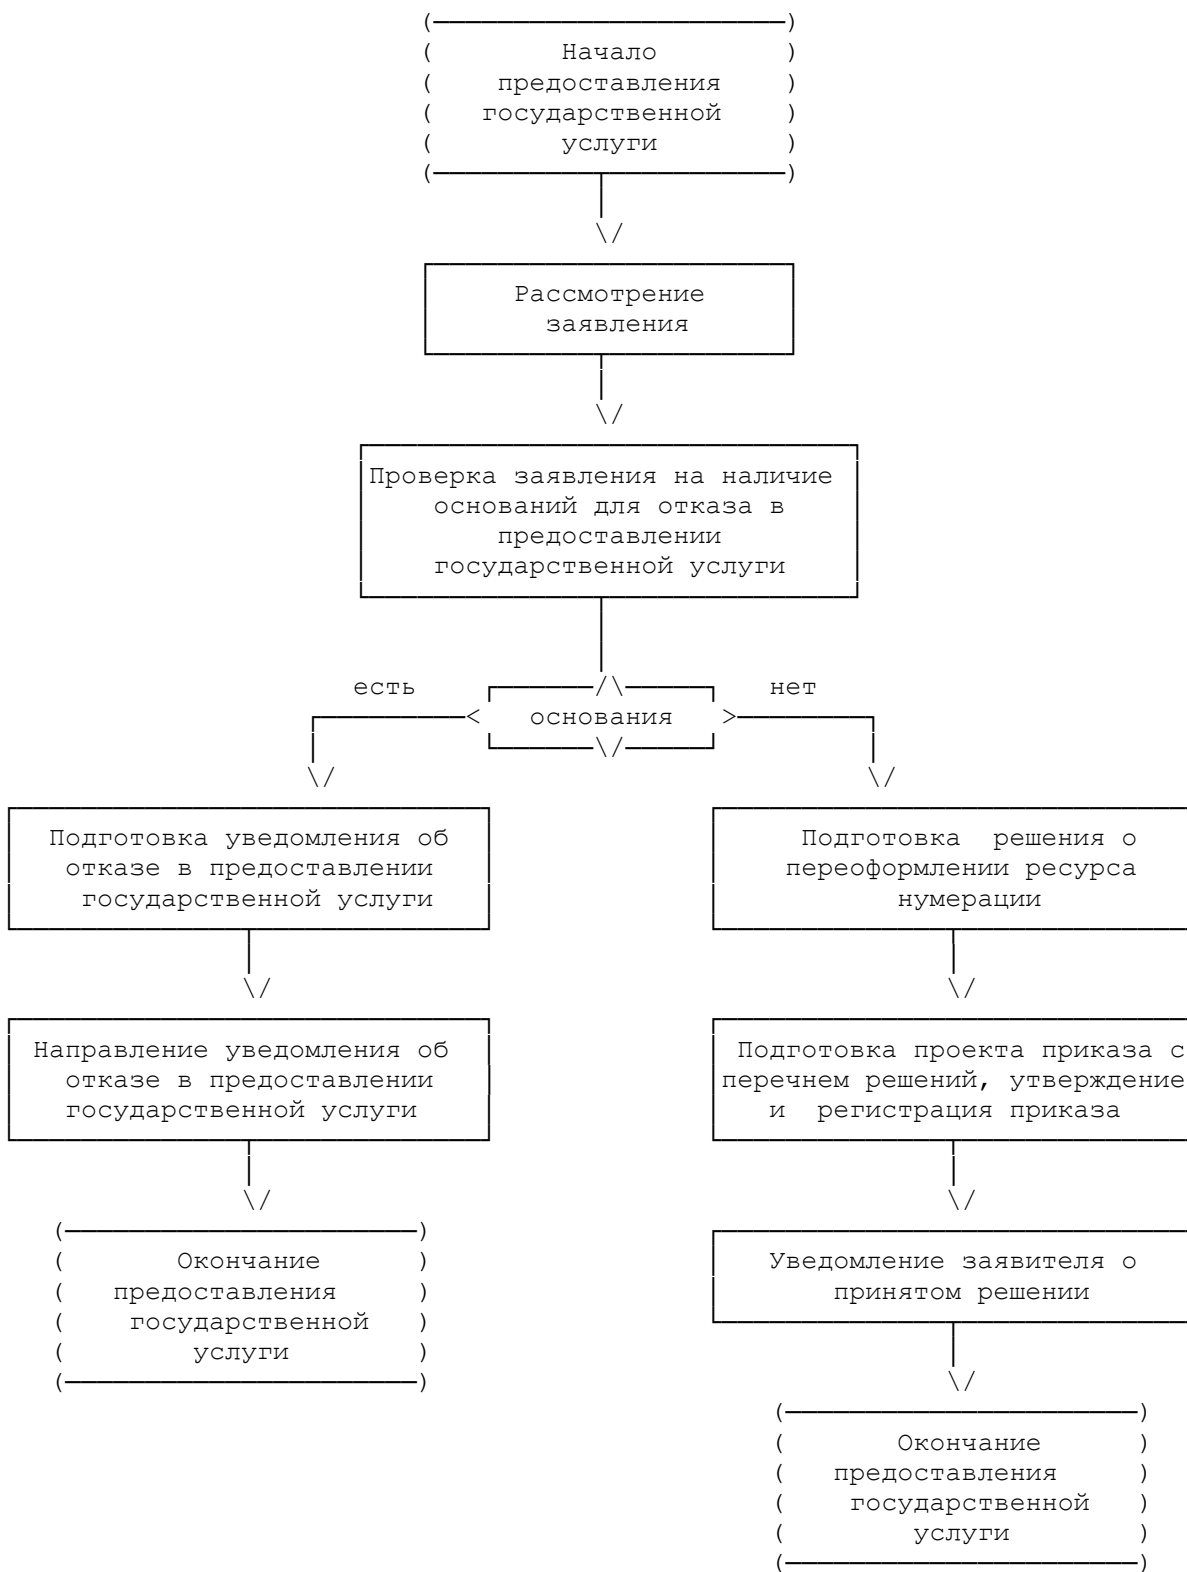 Начало
предоставления
государственной
услуги
Рассмотрение
заявления
Проверка заявления на наличие
оснований для отказа в
предоставлении
государственной услуги
есть
нет
основания
Подготовка уведомления об
отказе в предоставлении
государственной услуги
Подготовка решения о
переоформлении ресурса
нумерации
Направление уведомления об
отказе в предоставлении
государственной услуги
Подготовка проекта приказа с
перечнем решений, утверждение
и регистрация приказа
Окончание
предоставления
государственной
услуги
Уведомление заявителя о
принятом решении
Окончание
предоставления
государственной
услуги